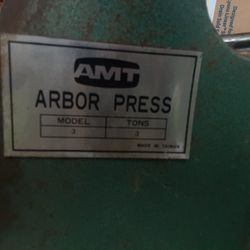 AMT
ARBOR PRESS
MODEL TONS
3 3
MADE IN TAIWAN